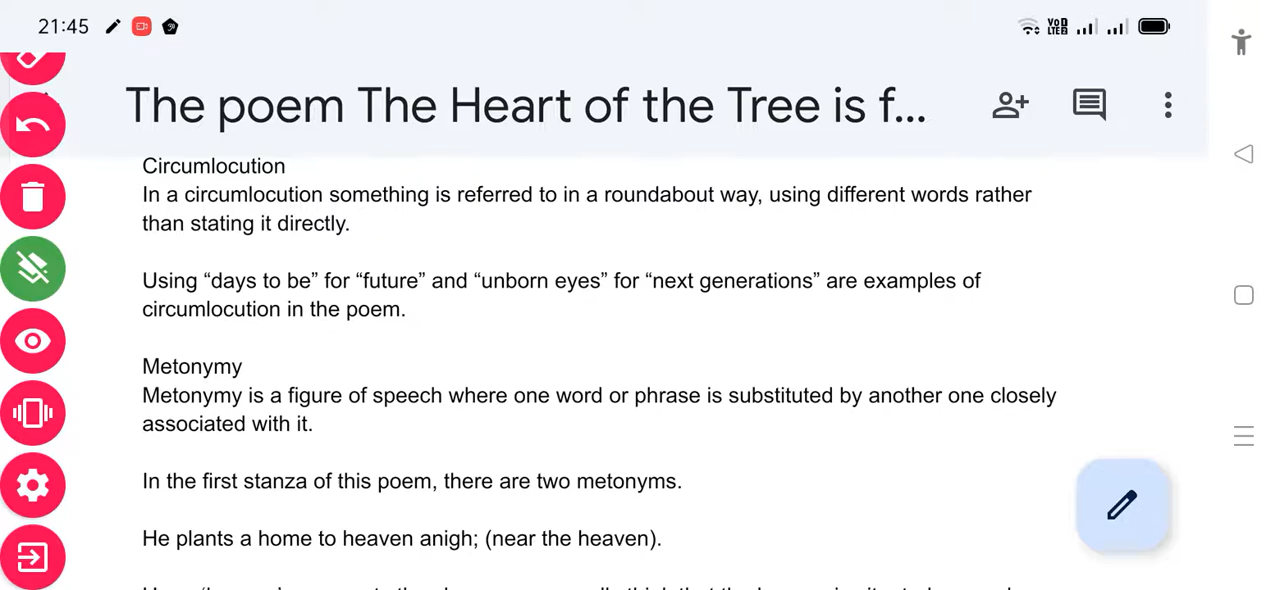 21:45
VoD
LTE2
The poem The Heart of the Tree is f...
Circumlocution
In a circumlocution something is referred to in a roundabout way, using different words rather
than stating it directly.
Using “days to be” for “future” and “unborn eyes” for “next generations” are examples of
circumlocution in the poem.
Metonymy
Metonymy is a figure of speech where one word or phrase is substituted by another one closely
associated with it.
In the first stanza of this poem, there are two metonyms.
He plants a home to heaven anigh; (near the heaven).